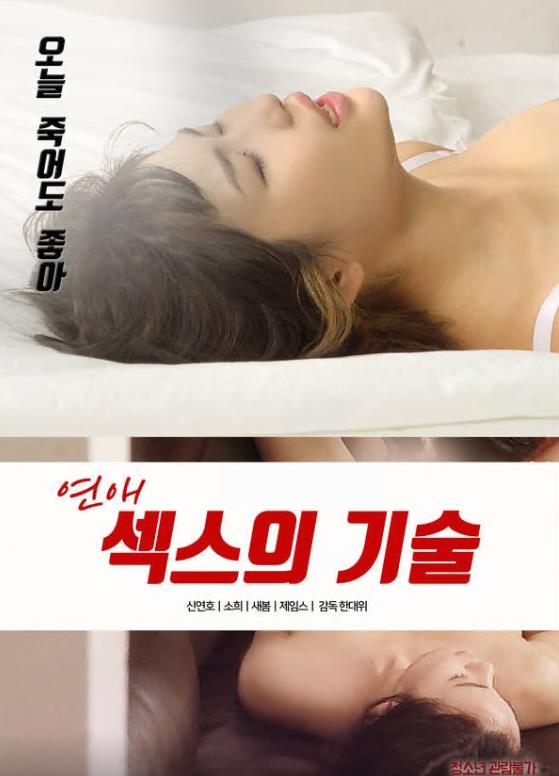 오늘 죽어도 좋아
연애
섹스의 기술
신연호 | 소희 | 새봄 | 제임스 | 감독 한대위
청소년 관람불가